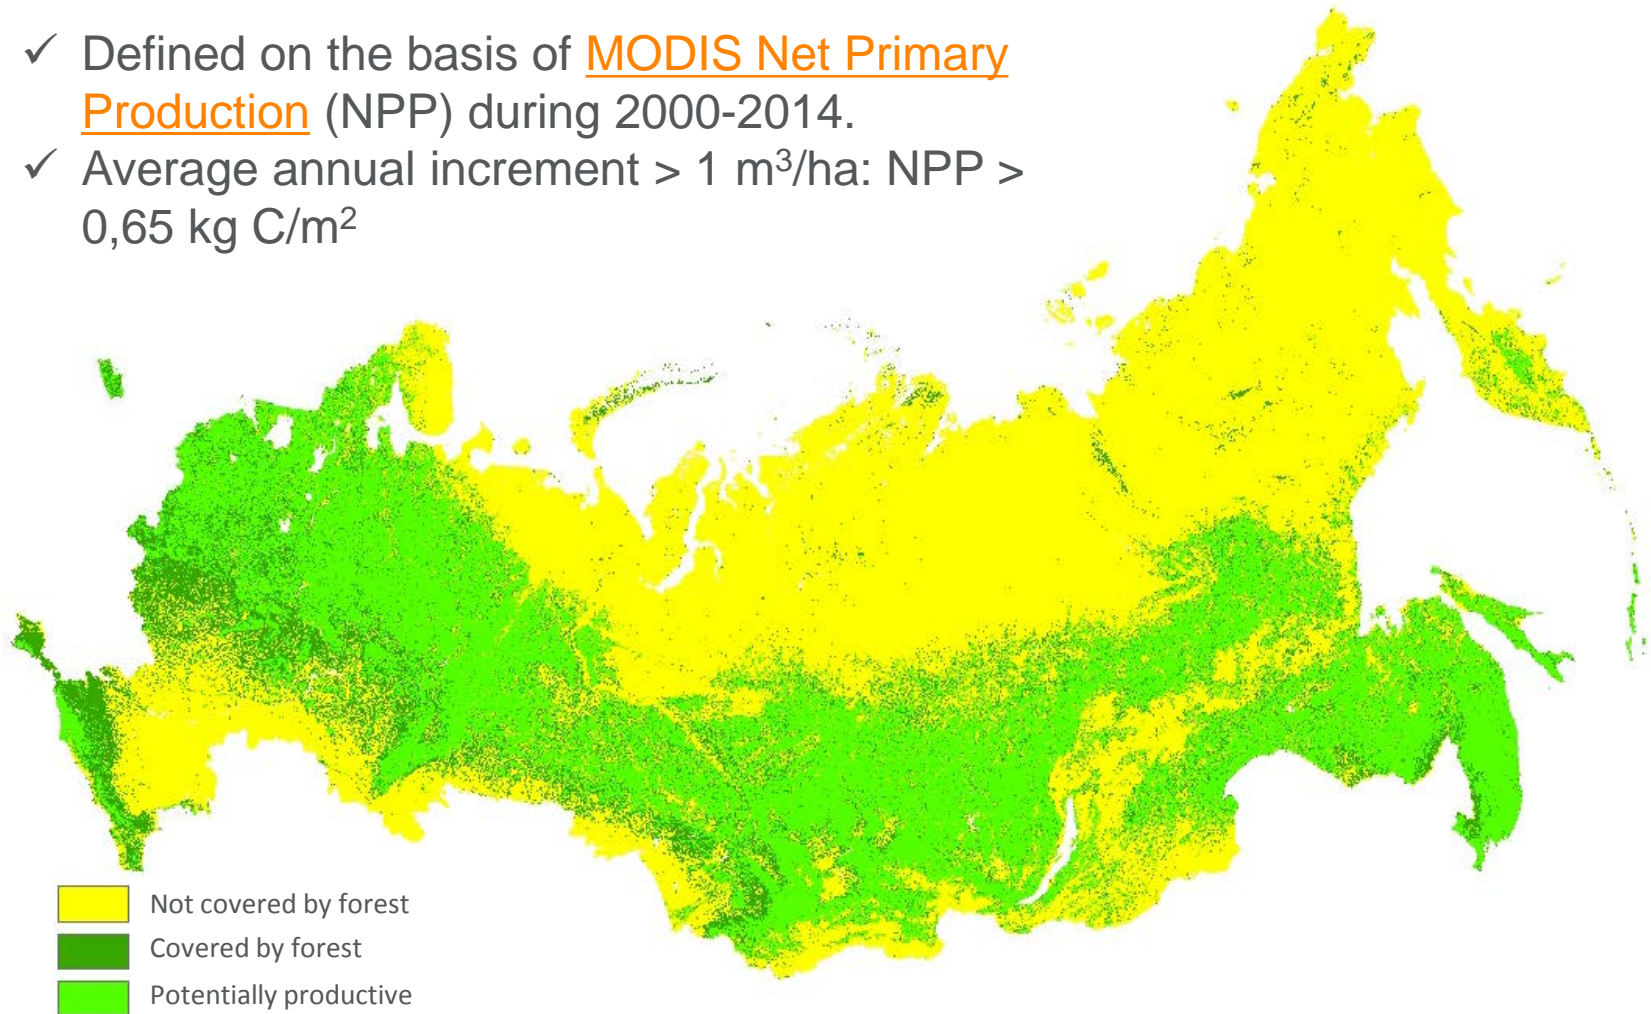 ✓ Defined on the basis of MODIS Net Primary
Production (NPP) during 2000-2014.
✓ Average annual increment > 1 m³/ha: NPP >
0,65 kg C/m²
Not covered by forest
Covered by forest
Potentially productive